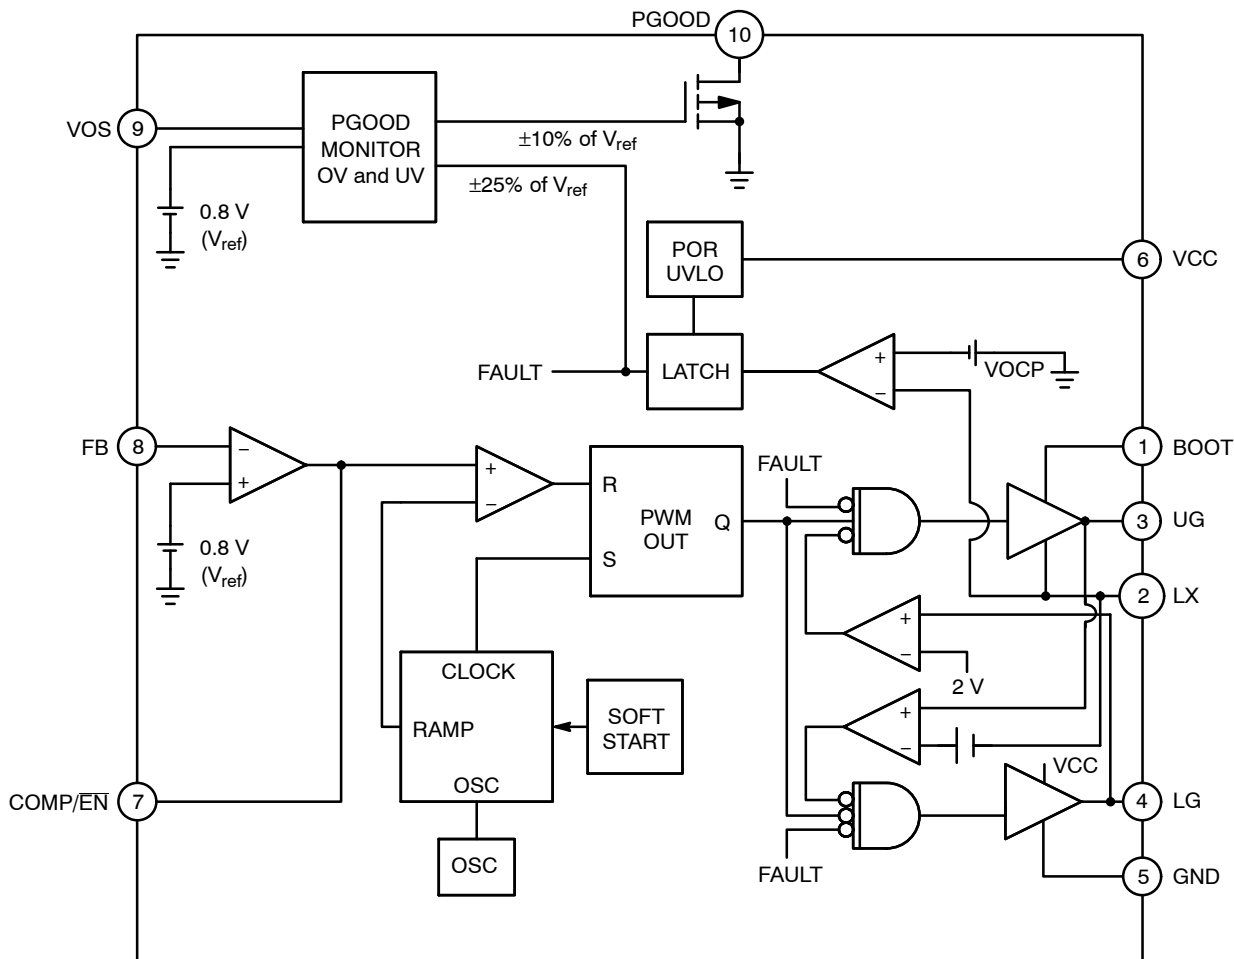 PGOOD
10
VOS
9
PGOOD
MONITOR
OV and UV
±10% of Vref
±25% of Vref
0.8 V
(Vref)
POR
UVLO
6
VCC
FAULT
LATCH
+
−
VOCP
FB
8
−
+
0.8 V
(Vref)
+
−
R
S
PWM
OUT
Q
FAULT
1
BOOT
3
UG
2
LX
+
−
2 V
CLOCK
RAMP
OSC
SOFT
START
+
−
VCC
COMP/EN
7
OSC
FAULT
4
LG
5
GND